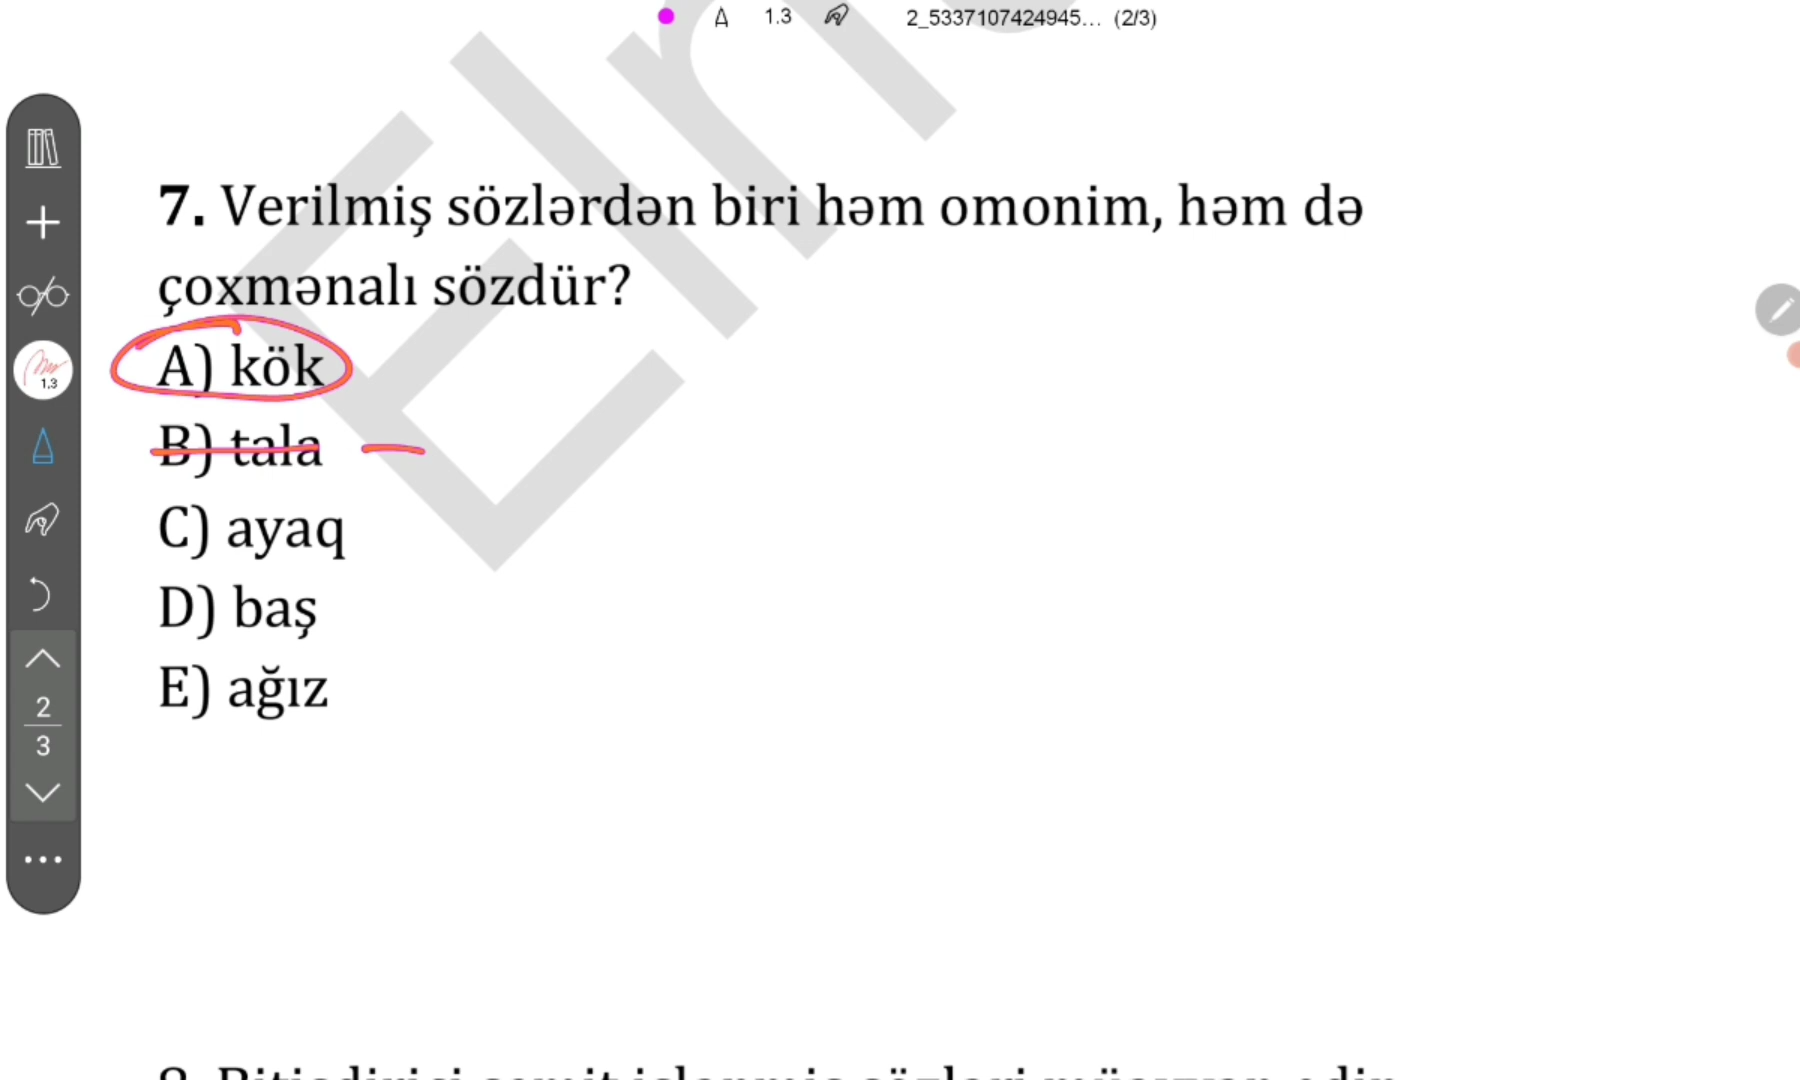 1.3 2_5337107424945... (2/3)
7. Verilmiş sözlərdən biri həm omonim, həm də
çoxmənalı sözdür?
A) kök
B) tala
C) ayaq
D) baş
E) ağız
1,3
2
3